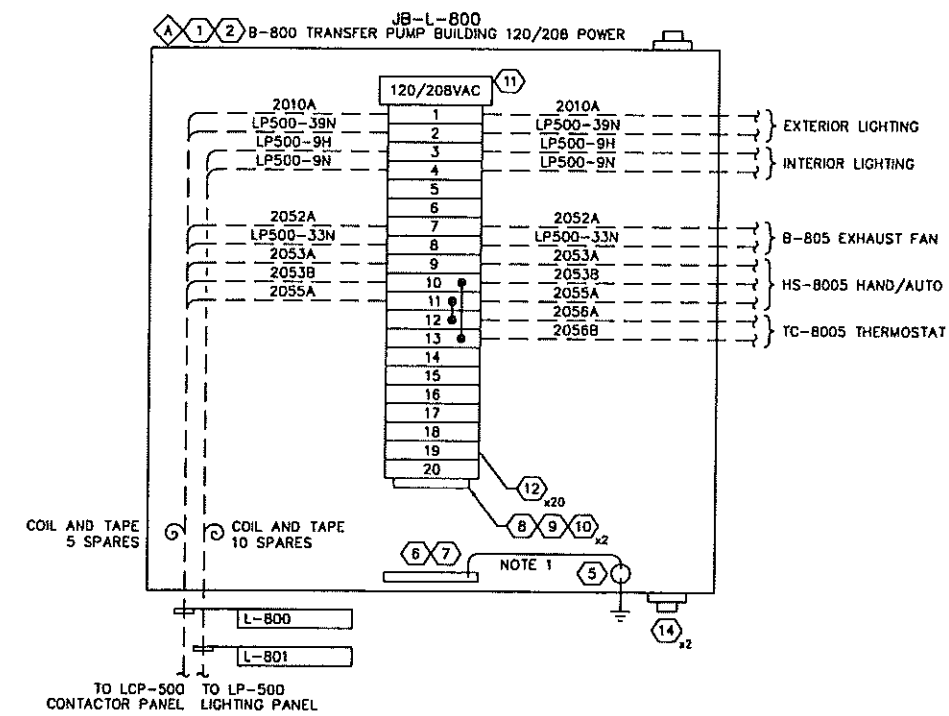 JB-L-800
A 1 2 B-800 TRANSFER PUMP BUILDING 120/208 POWER
120/208VAC 11
2010A 1 2010A
LP500-39N 2 LP500-39N
EXTERIOR LIGHTING
LP500-9H 3 LP500-9H
LP500-9N 4 LP500-9N
INTERIOR LIGHTING
5
6
2052A 7 2052A
LP500-33N 8 LP500-33N
B-805 EXHAUST FAN
2053A 9 2053A
2053B 10 2053B
2055A 11 2055A
HS-8005 HAND/AUTO
12 2056A
13 2056B
TC-8005 THERMOSTAT
14
15
16
17
18
19
20
12 x20
8 9 10 x2
COIL AND TAPE
5 SPARES
COIL AND TAPE
10 SPARES
6 7
NOTE 1
5
14 x2
L-800
L-801
TO LCP-500
CONTACTOR PANEL
TO LP-500
LIGHTING PANEL